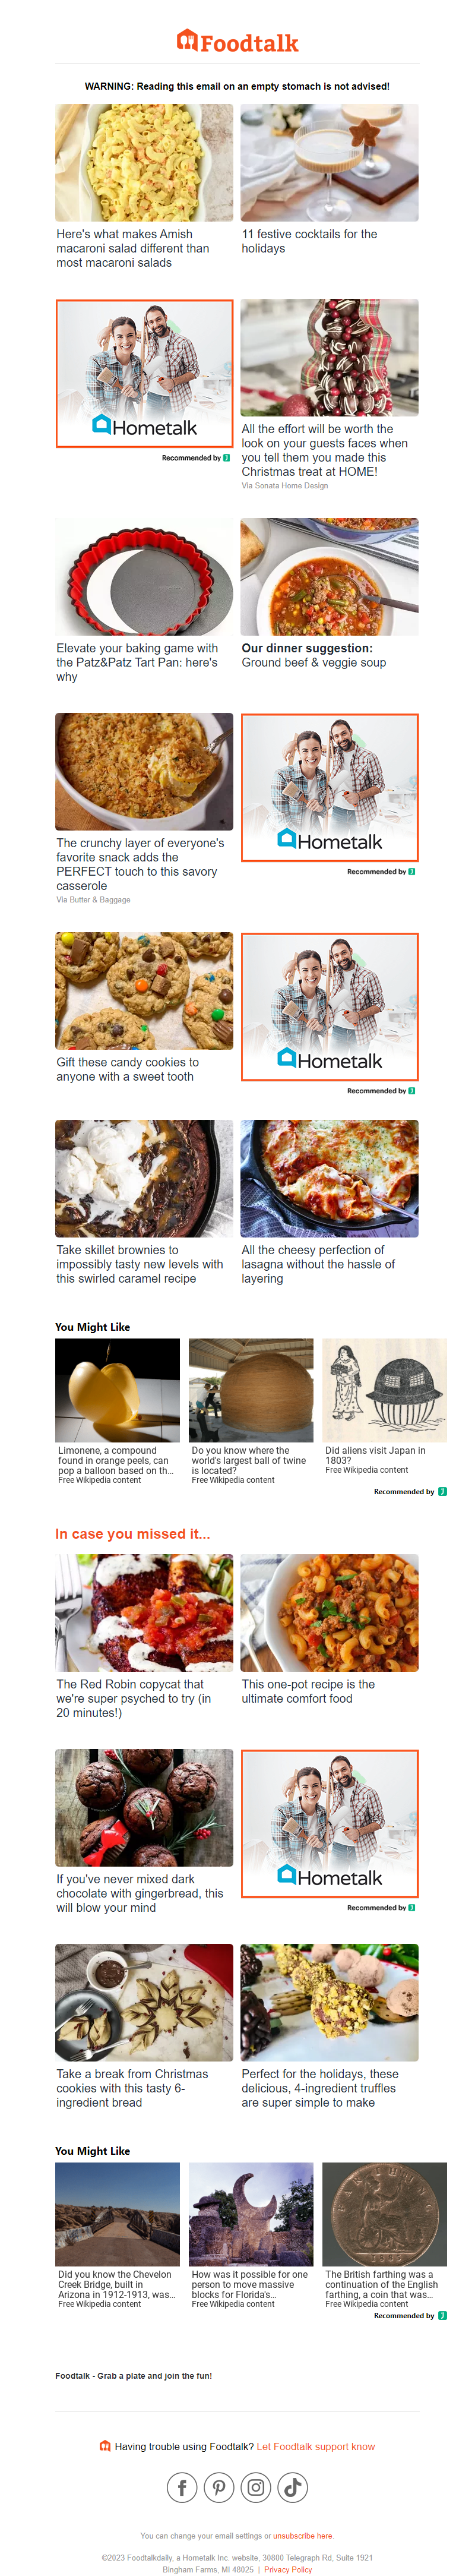 Foodtalk
WARNING: Reading this email on an empty stomach is not advised!
Here's what makes Amish
macaroni salad different than
most macaroni salads
11 festive cocktails for the
holidays
Hometalk
Recommended by
All the effort will be worth the
look on your guests faces when
you tell them you made this
Christmas treat at HOME!
Via Sonata Home Design
Elevate your baking game with
the Patz&Patz Tart Pan: here's
why
Our dinner suggestion:
Ground beef & veggie soup
The crunchy layer of everyone's
favorite snack adds the
PERFECT touch to this savory
casserole
Via Butter & Baggage
Hometalk
Recommended by
Gift these candy cookies to
anyone with a sweet tooth
Hometalk
Recommended by
Take skillet brownies to
impossibly tasty new levels with
this swirled caramel recipe
All the cheesy perfection of
lasagna without the hassle of
layering
You Might Like
Limonene, a compound
found in orange peels, can
pop a balloon based on th...
Free Wikipedia content
Do you know where the
world's largest ball of twine
is located?
Free Wikipedia content
Did aliens visit Japan in
1803?
Free Wikipedia content
Recommended by
In case you missed it...
The Red Robin copycat that
we're super psyched to try (in
20 minutes!)
This one-pot recipe is the
ultimate comfort food
If you've never mixed dark
chocolate with gingerbread, this
will blow your mind
Hometalk
Recommended by
Take a break from Christmas
cookies with this tasty 6-
ingredient bread
Perfect for the holidays, these
delicious, 4-ingredient truffles
are super simple to make
You Might Like
Did you know the Chevelon
Creek Bridge, built in
Arizona in 1912-1913, was...
Free Wikipedia content
How was it possible for one
person to move massive
blocks for Florida's...
Free Wikipedia content
The British farthing was a
continuation of the English
farthing, a coin that was...
Free Wikipedia content
Recommended by
Foodtalk - Grab a plate and join the fun!
Having trouble using Foodtalk? Let Foodtalk support know
You can change your email settings or unsubscribe here.
©2023 Foodtalkdaily, a Hometalk Inc. website, 30800 Telegraph Rd, Suite 1921
Bingham Farms, MI 48025 | Privacy Policy